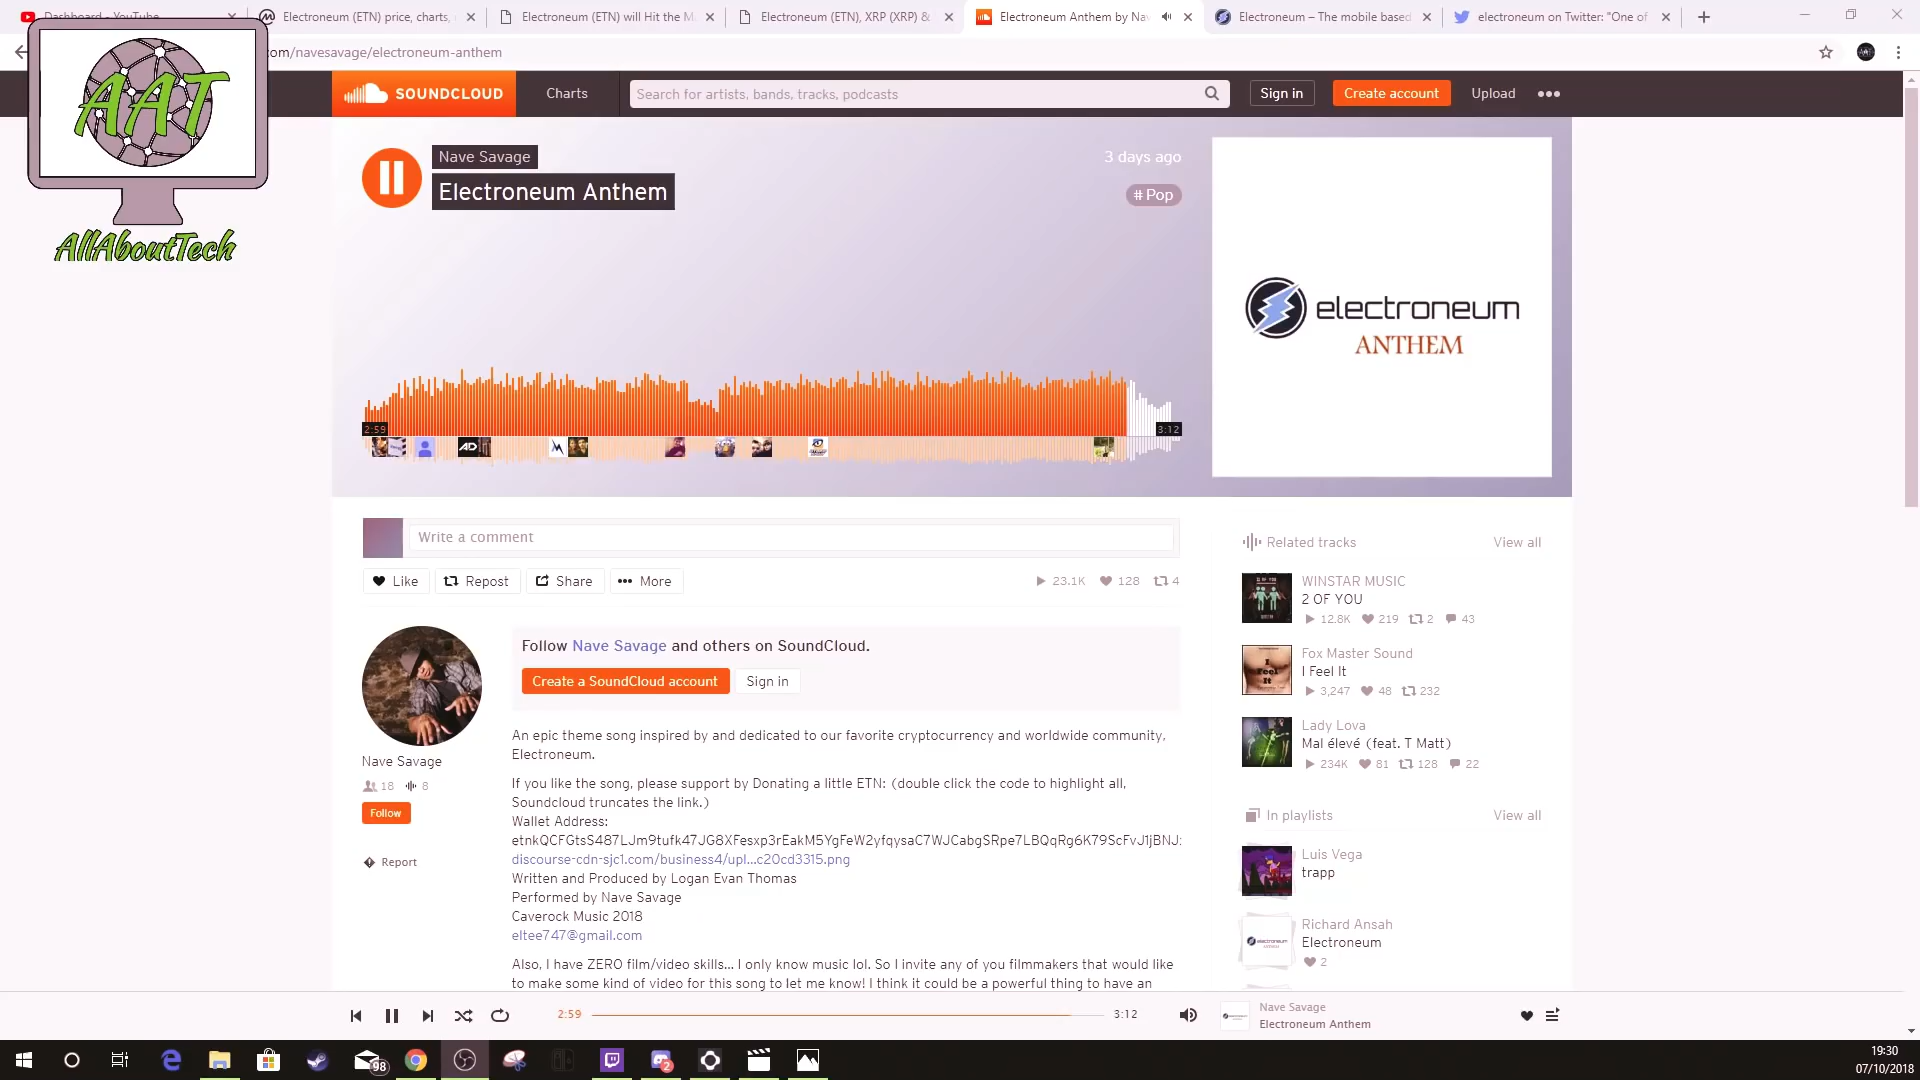 Dashboard - YouTube
Electroneum (ETN) price, charts,
Electroneum (ETN) will Hit the M
Electroneum (ETN), XRP (XRP) &
Electroneum Anthem by Nav
Electroneum – The mobile based
electroneum on Twitter: "One of
om/navesavage/electroneum-anthem
AAT
AllAboutTech
SOUNDCLOUD
Charts
Search for artists, bands, tracks, podcasts
Sign in
Create account
Upload
Nave Savage
3 days ago
Electroneum Anthem
# Pop
electroneum
ANTHEM
2:59
3:12
AD
Write a comment
Like
Repost
Share
More
23.1K
128
4
Follow Nave Savage and others on SoundCloud.
Create a SoundCloud account
Sign in
Nave Savage
18
8
Follow
Report
An epic theme song inspired by and dedicated to our favorite cryptocurrency and worldwide community,
Electroneum.
If you like the song, please support by Donating a little ETN: (double click the code to highlight all,
Soundcloud truncates the link.)
Wallet Address:
etnkQCFGtsS487LJm9tufk47JG8XFesxp3rEakM5YgFeW2yfqysaC7WJCabgSRpe7LBQqRg6K79ScFvJ1jBNJ:
discourse-cdn-sjc1.com/business4/upl...c20cd3315.png
Written and Produced by Logan Evan Thomas
Performed by Nave Savage
Caverock Music 2018
eltee747@gmail.com
Also, I have ZERO film/video skills... I only know music lol. So I invite any of you filmmakers that would like
to make some kind of video for this song to let me know! I think it could be a powerful thing to have an
Related tracks
View all
WINSTAR MUSIC
2 OF YOU
12.8K
219
2
43
Fox Master Sound
I Feel It
3,247
48
232
Lady Lova
Mal élevé (feat. T Matt)
234K
81
128
22
In playlists
View all
Luis Vega
trapp
Richard Ansah
Electroneum
2
2:59
3:12
Nave Savage
Electroneum Anthem
98
2
19:30
07/10/2018